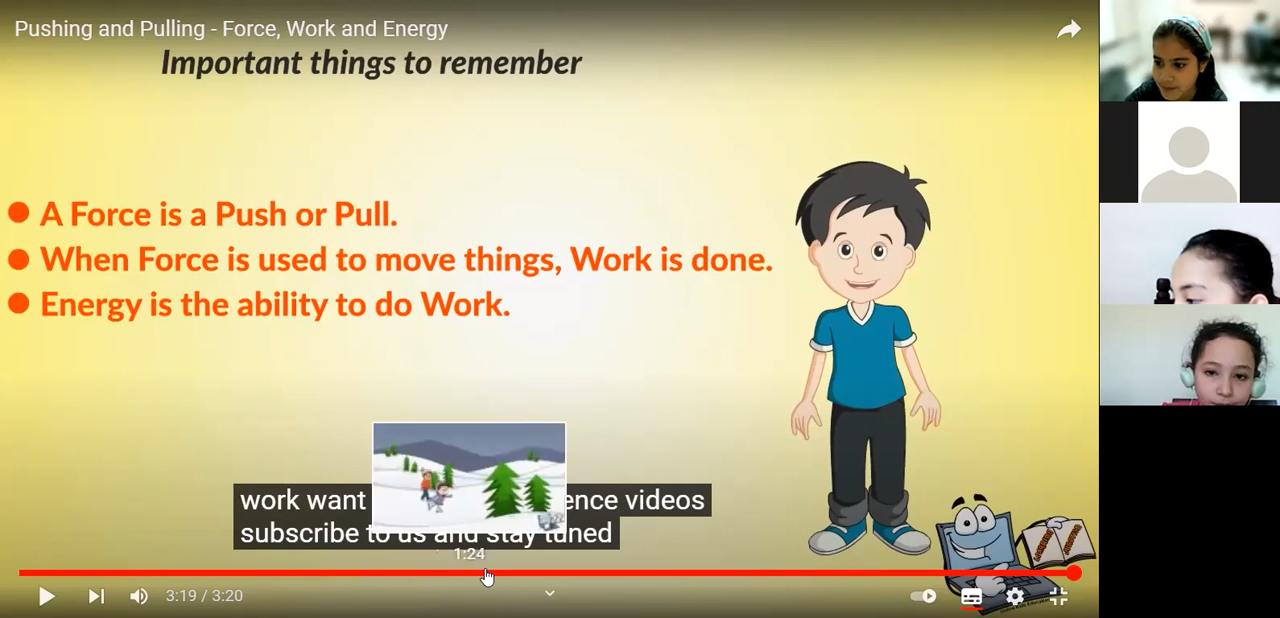 Pushing and Pulling - Force, Work and Energy
Important things to remember
A Force is a Push or Pull.
When Force is used to move things, Work is done.
Energy is the ability to do Work.
work want ence videos
subscribe to us and stay tuned
1:24
3:19 / 3:20